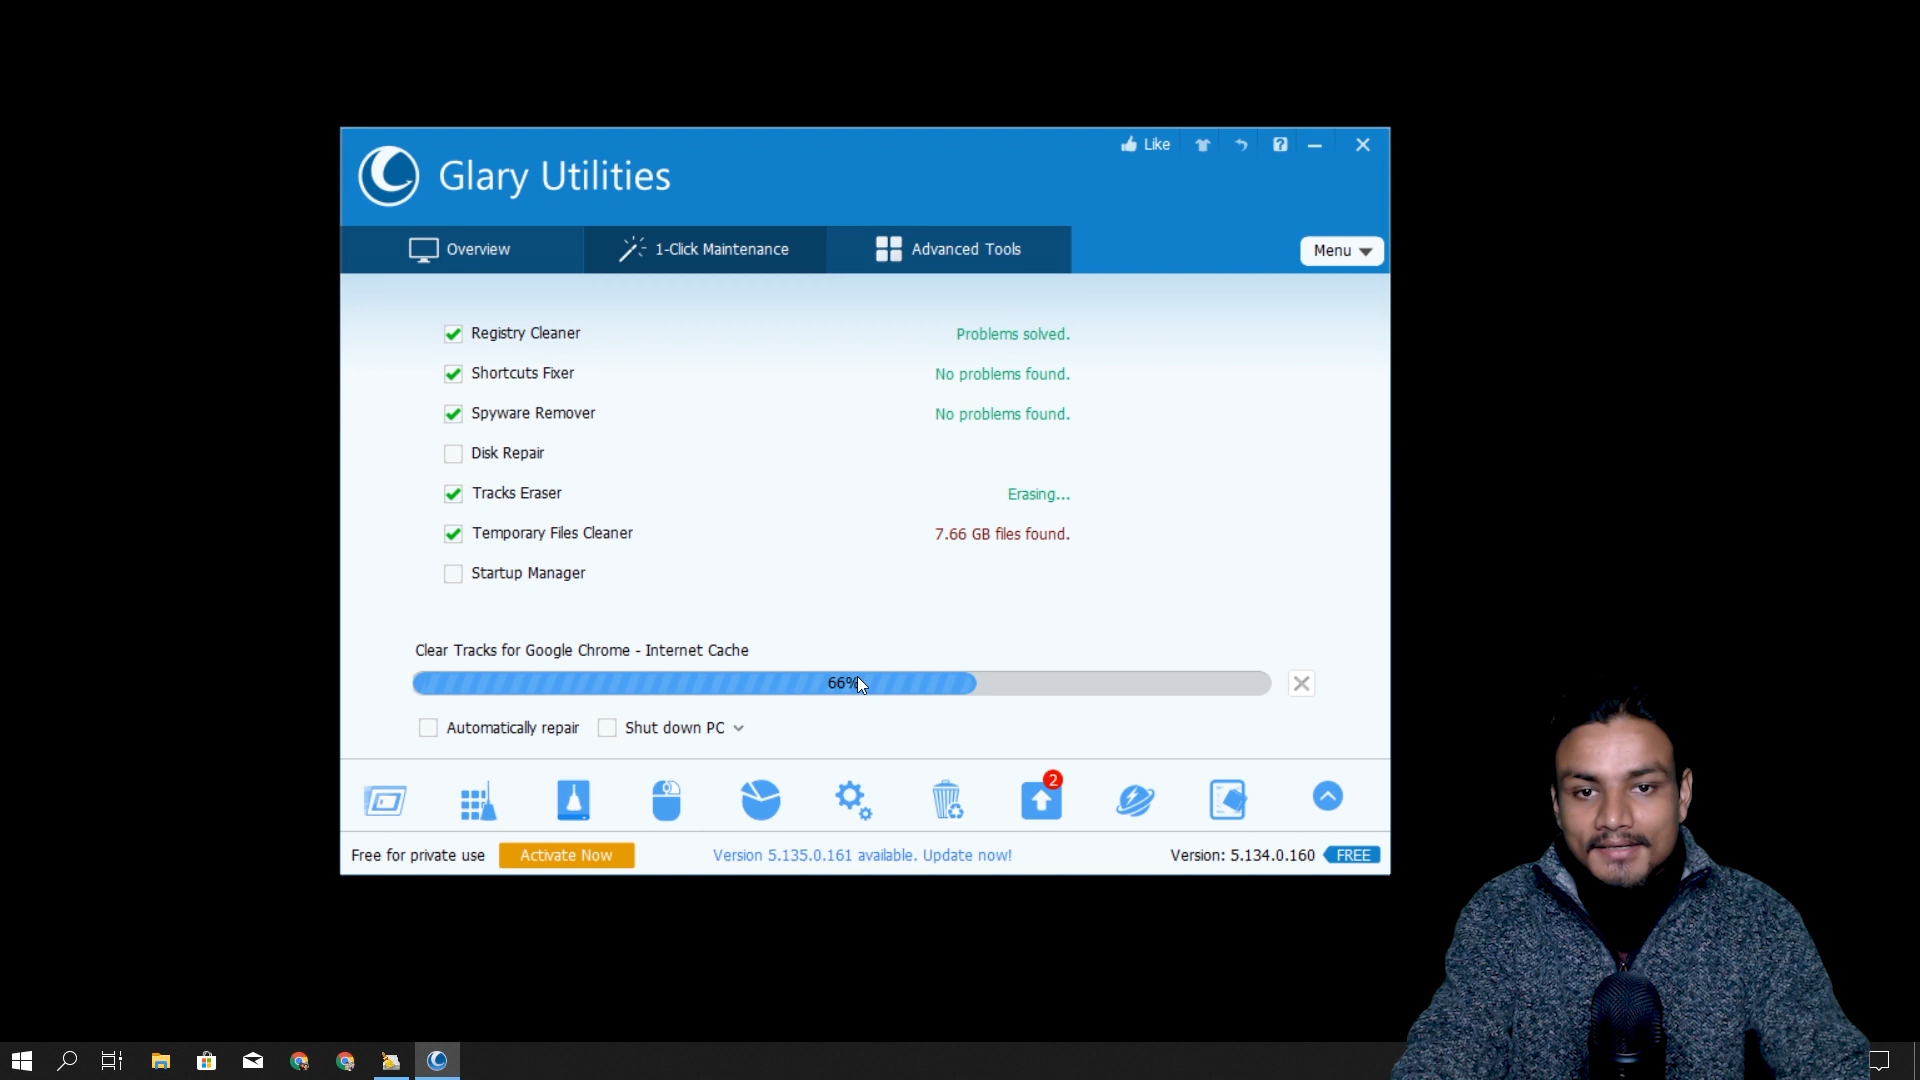 Like
Glary Utilities
Overview
1-Click Maintenance
Advanced Tools
Menu
Registry Cleaner Problems solved.
Shortcuts Fixer No problems found.
Spyware Remover No problems found.
Disk Repair
Tracks Eraser Erasing...
Temporary Files Cleaner 7.66 GB files found.
Startup Manager
Clear Tracks for Google Chrome - Internet Cache
66%
Automatically repair Shut down PC
2
Free for private use Activate Now Version 5.135.0.161 available. Update now! Version: 5.134.0.160 FREE